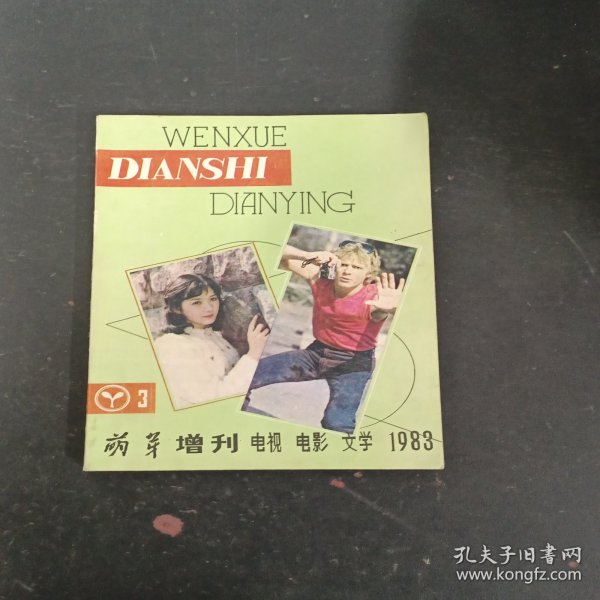 WENXUE
DIANSHI
DIANYING
3
萌芽 增刊 电视 电影 文学 1983
孔夫子旧书网
www.kongfz.com